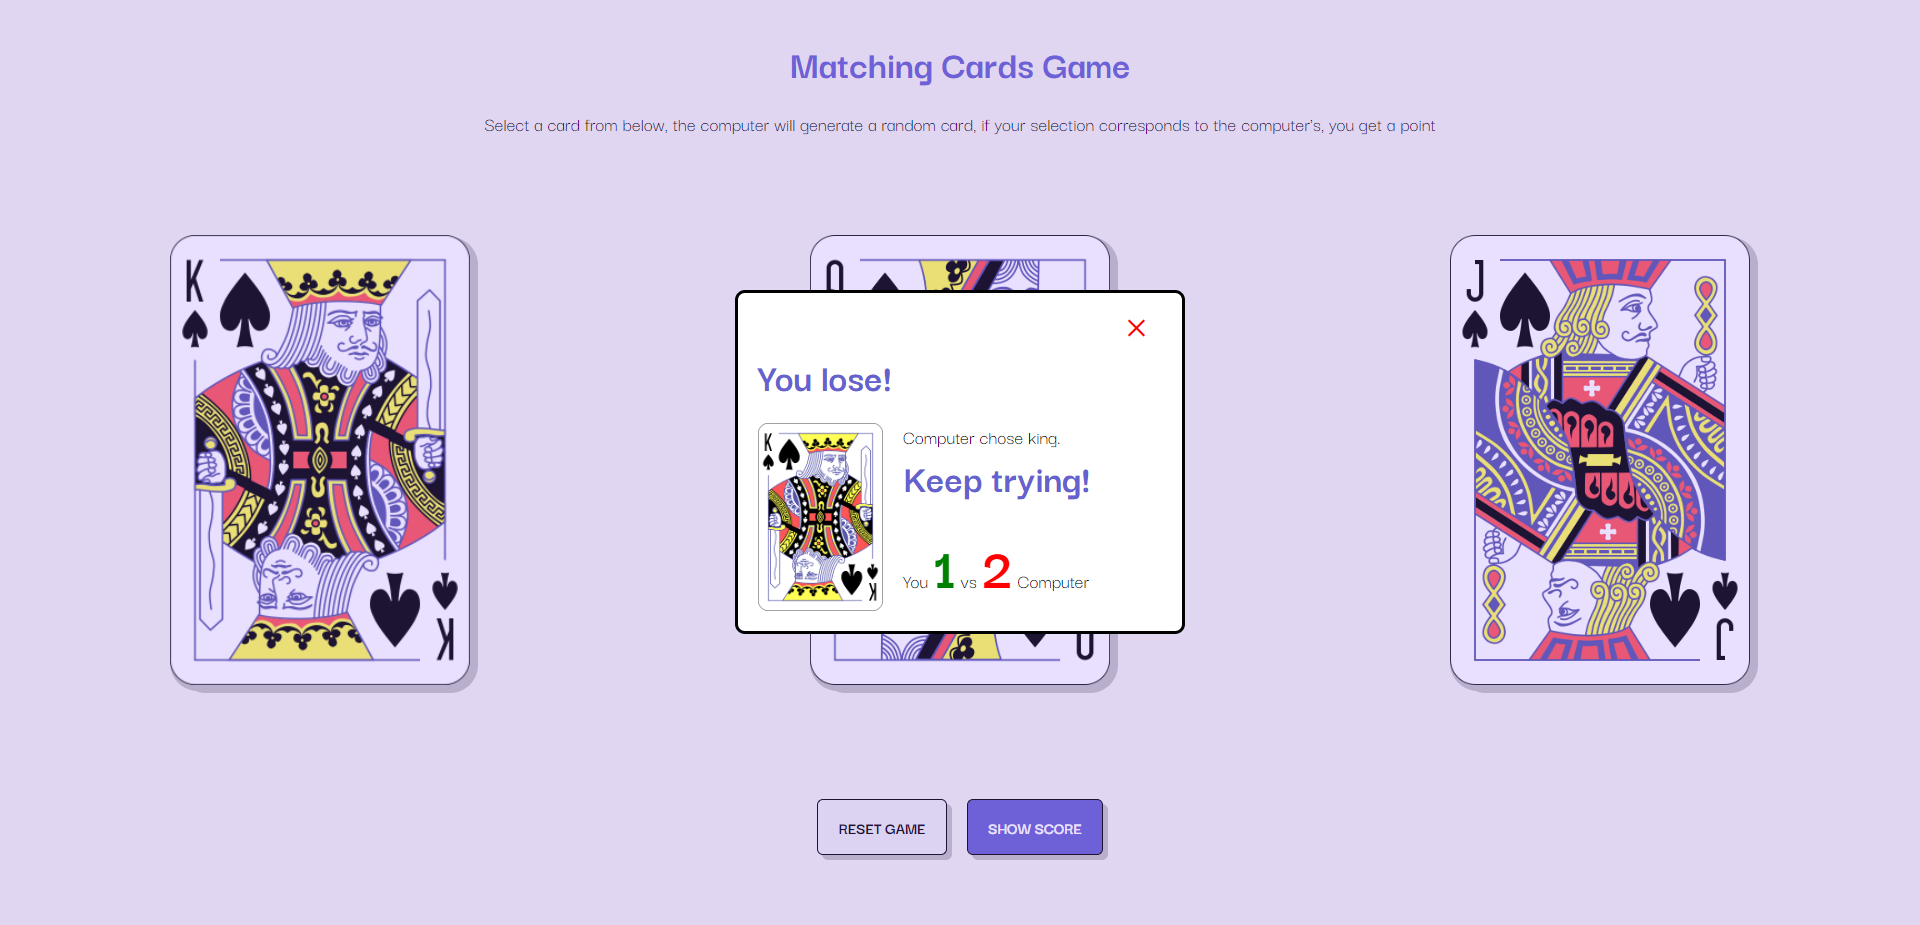 Matching Cards Game
Select a card from below, the computer will generate a random card, if your selection corresponds to the computer's, you get a point
K
Q
J
You lose!
K
Computer chose king.
Keep trying!
You 1 vs 2 Computer
K
K
Q
J
RESET GAME
SHOW SCORE